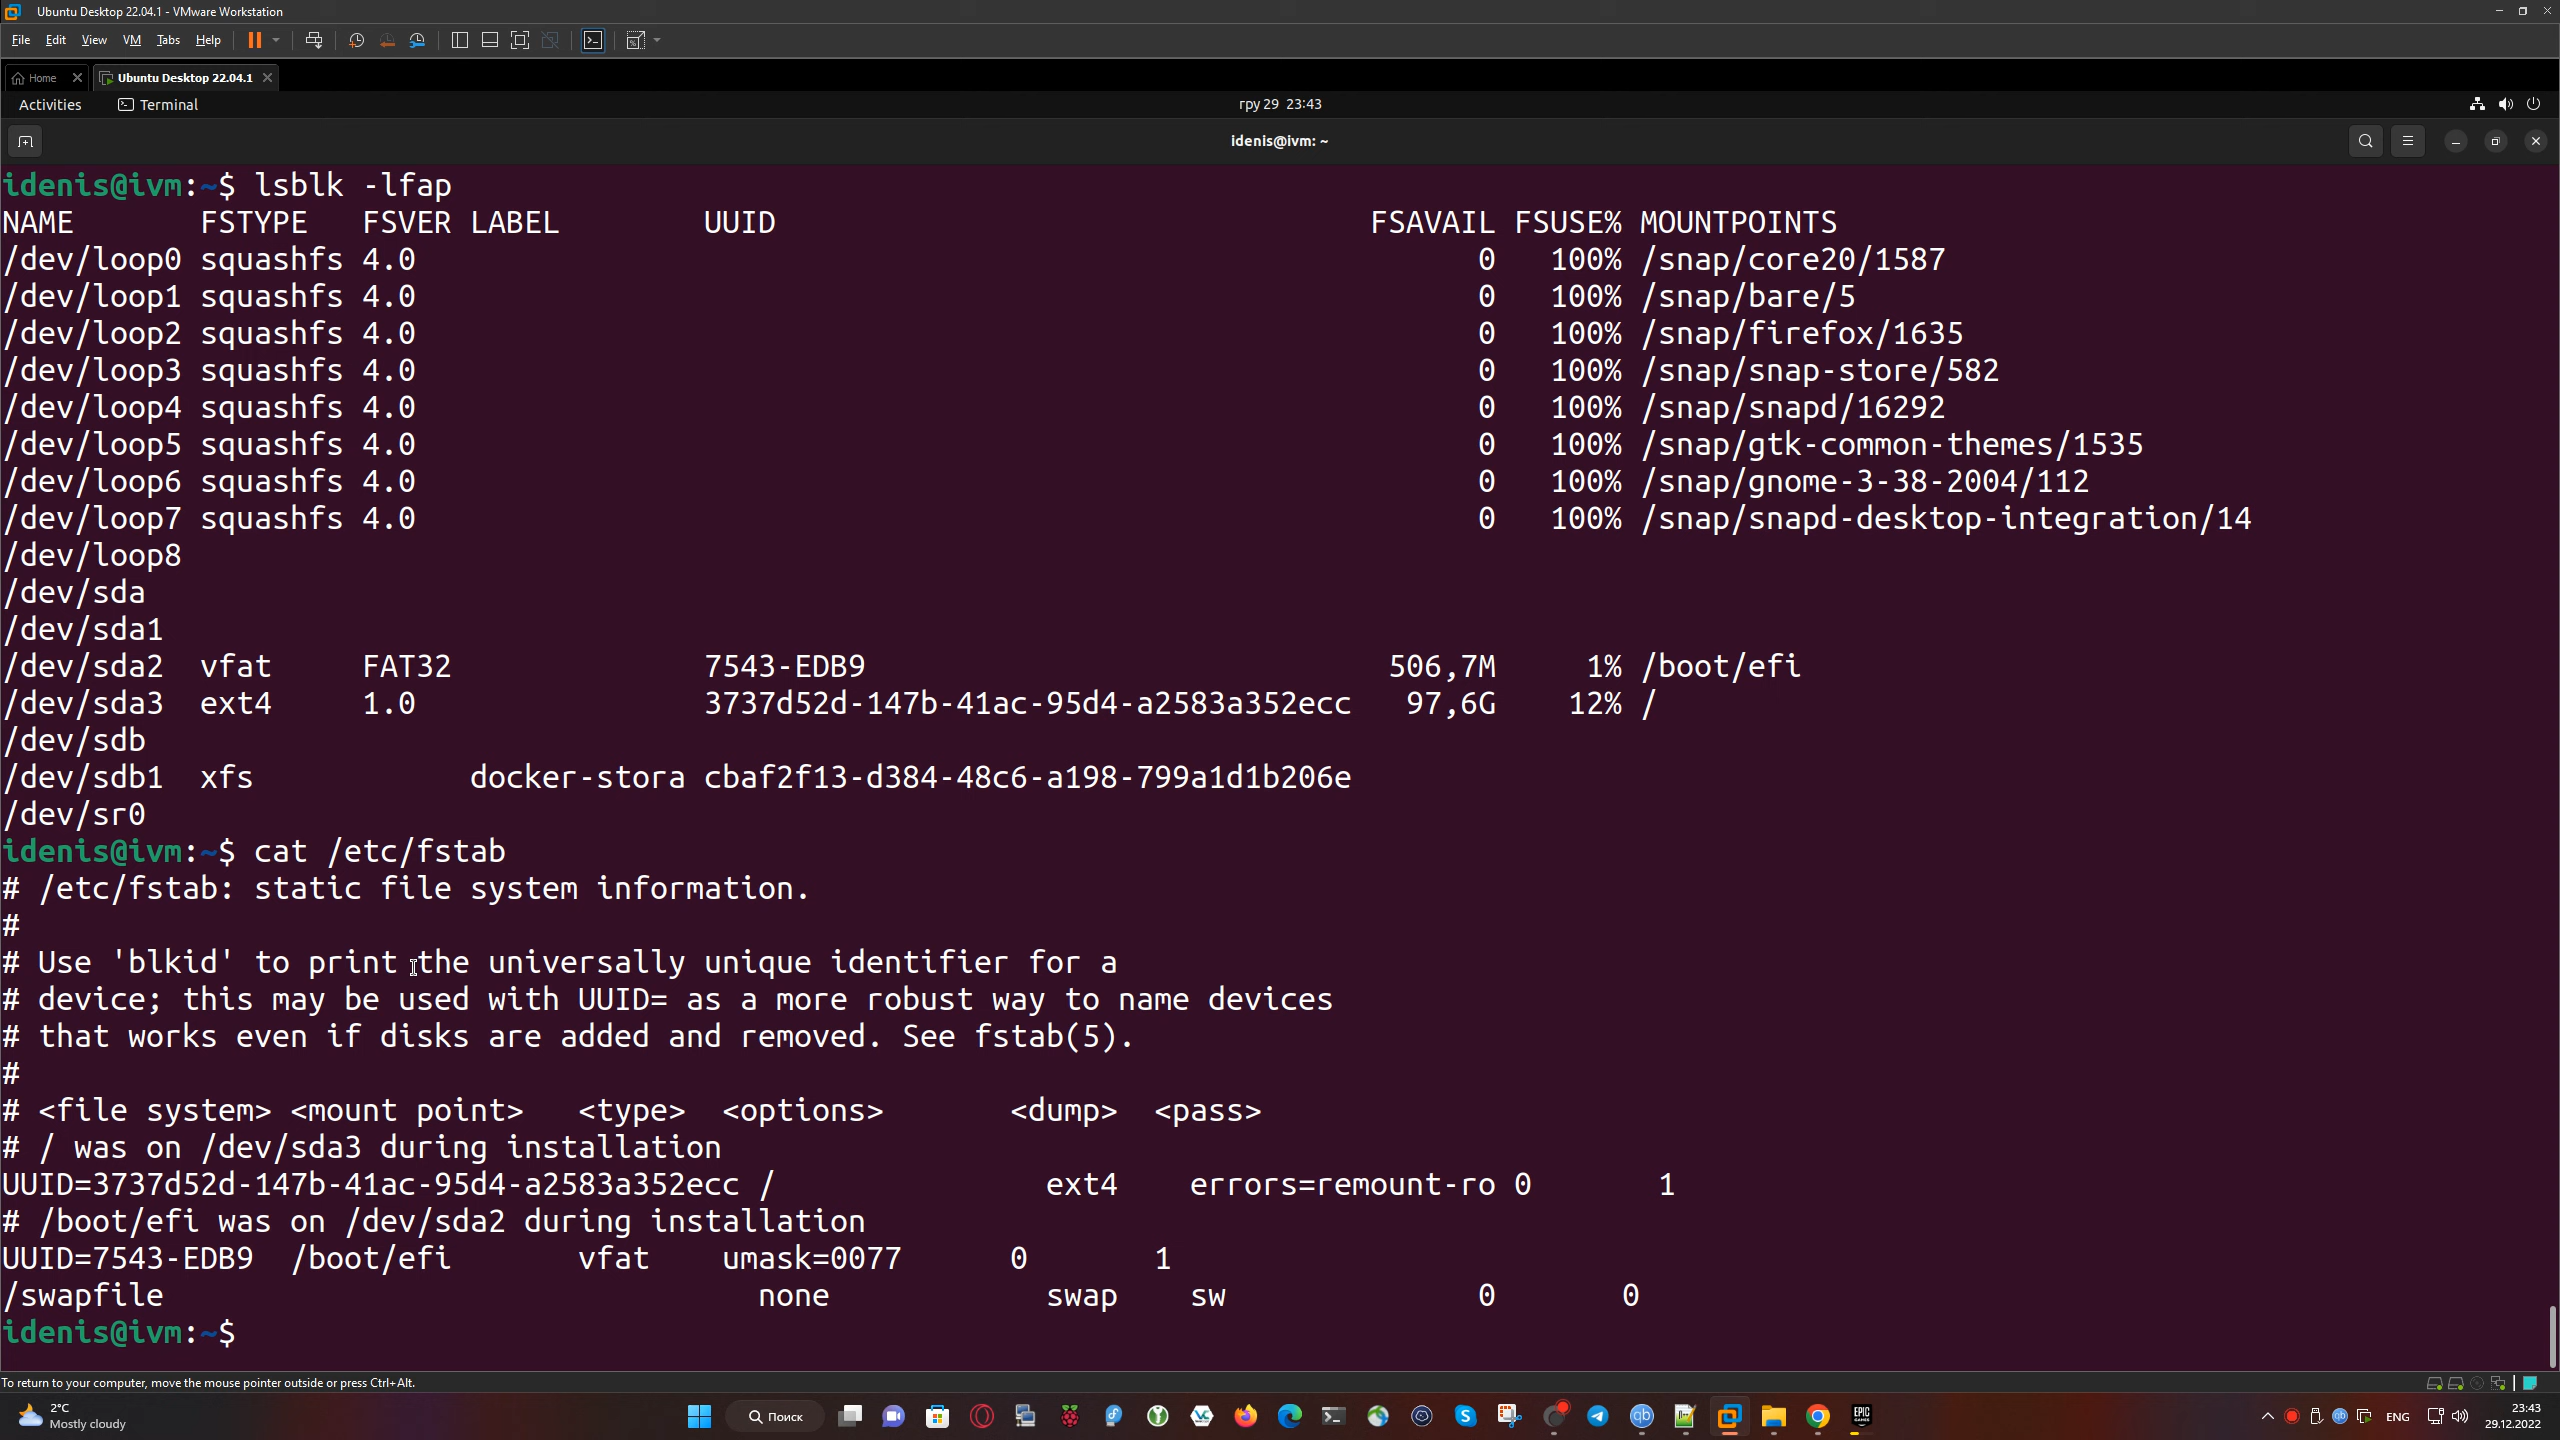 Ubuntu Desktop 22.04.1 - VMware Workstation
File Edit View VM Tabs Help
Home Ubuntu Desktop 22.04.1
Activities Terminal гру 29 23:43
idenis@ivm: ~
idenis@ivm:~$ lsblk -lfap
NAME FSTYPE FSVER LABEL UUID FSAVAIL FSUSE% MOUNTPOINTS
/dev/loop0 squashfs 4.0 0 100% /snap/core20/1587
/dev/loop1 squashfs 4.0 0 100% /snap/bare/5
/dev/loop2 squashfs 4.0 0 100% /snap/firefox/1635
/dev/loop3 squashfs 4.0 0 100% /snap/snap-store/582
/dev/loop4 squashfs 4.0 0 100% /snap/snapd/16292
/dev/loop5 squashfs 4.0 0 100% /snap/gtk-common-themes/1535
/dev/loop6 squashfs 4.0 0 100% /snap/gnome-3-38-2004/112
/dev/loop7 squashfs 4.0 0 100% /snap/snapd-desktop-integration/14
/dev/loop8
/dev/sda
/dev/sda1
/dev/sda2 vfat FAT32 7543-EDB9 506,7M 1% /boot/efi
/dev/sda3 ext4 1.0 3737d52d-147b-41ac-95d4-a2583a352ecc 97,6G 12% /
/dev/sdb
/dev/sdb1 xfs docker-stora cbaf2f13-d384-48c6-a198-799a1d1b206e
/dev/sr0
idenis@ivm:~$ cat /etc/fstab
# /etc/fstab: static file system information.
#
# Use 'blkid' to print the universally unique identifier for a
# device; this may be used with UUID= as a more robust way to name devices
# that works even if disks are added and removed. See fstab(5).
#
# <file system> <mount point> <type> <options> <dump> <pass>
# / was on /dev/sda3 during installation
UUID=3737d52d-147b-41ac-95d4-a2583a352ecc / ext4 errors=remount-ro 0 1
# /boot/efi was on /dev/sda2 during installation
UUID=7543-EDB9 /boot/efi vfat umask=0077 0 1
/swapfile none swap sw 0 0
idenis@ivm:~$
To return to your computer, move the mouse pointer outside or press Ctrl+Alt.
2°C
Mostly cloudy
Поиск
ENG
23:43
29.12.2022